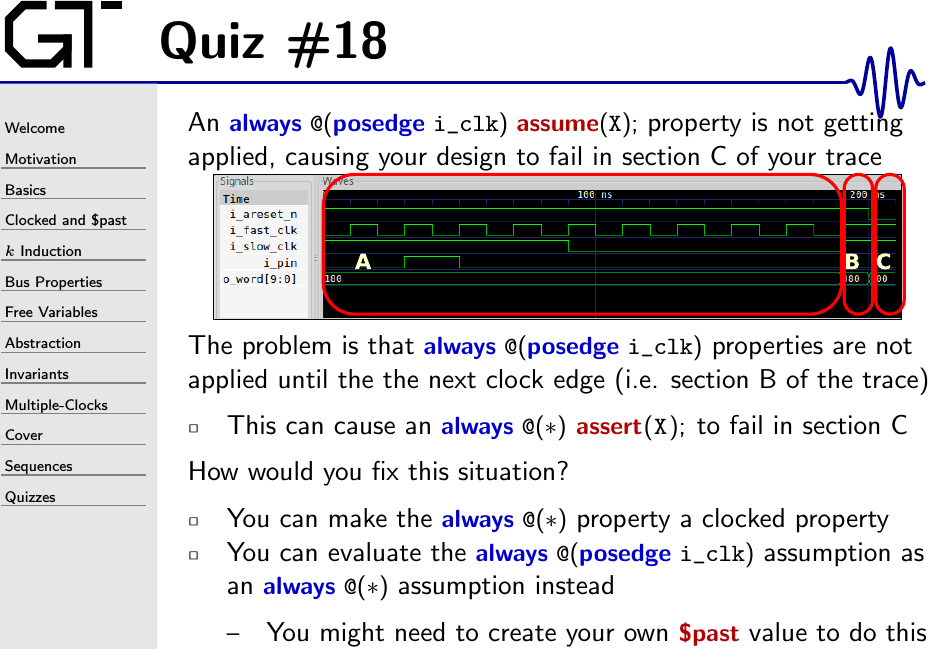 GT
Quiz #18
Welcome
Motivation
Basics
Clocked and $past
k Induction
Bus Properties
Free Variables
Abstraction
Invariants
Multiple-Clocks
Cover
Sequences
Quizzes
An always @(posedge i_clk) assume(X); property is not getting
applied, causing your design to fail in section C of your trace
Signals
Waves
Time
100 ns
200 ns
i_areset_n
i_fast_clk
i_slow_clk
i_pin
A
B
C
o_word[9:0]
180
The problem is that always @(posedge i_clk) properties are not
applied until the the next clock edge (i.e. section B of the trace)
This can cause an always @(*) assert(X); to fail in section C
How would you fix this situation?
You can make the always @(*) property a clocked property
You can evaluate the always @(posedge i_clk) assumption as
an always @(*) assumption instead
– You might need to create your own $past value to do this